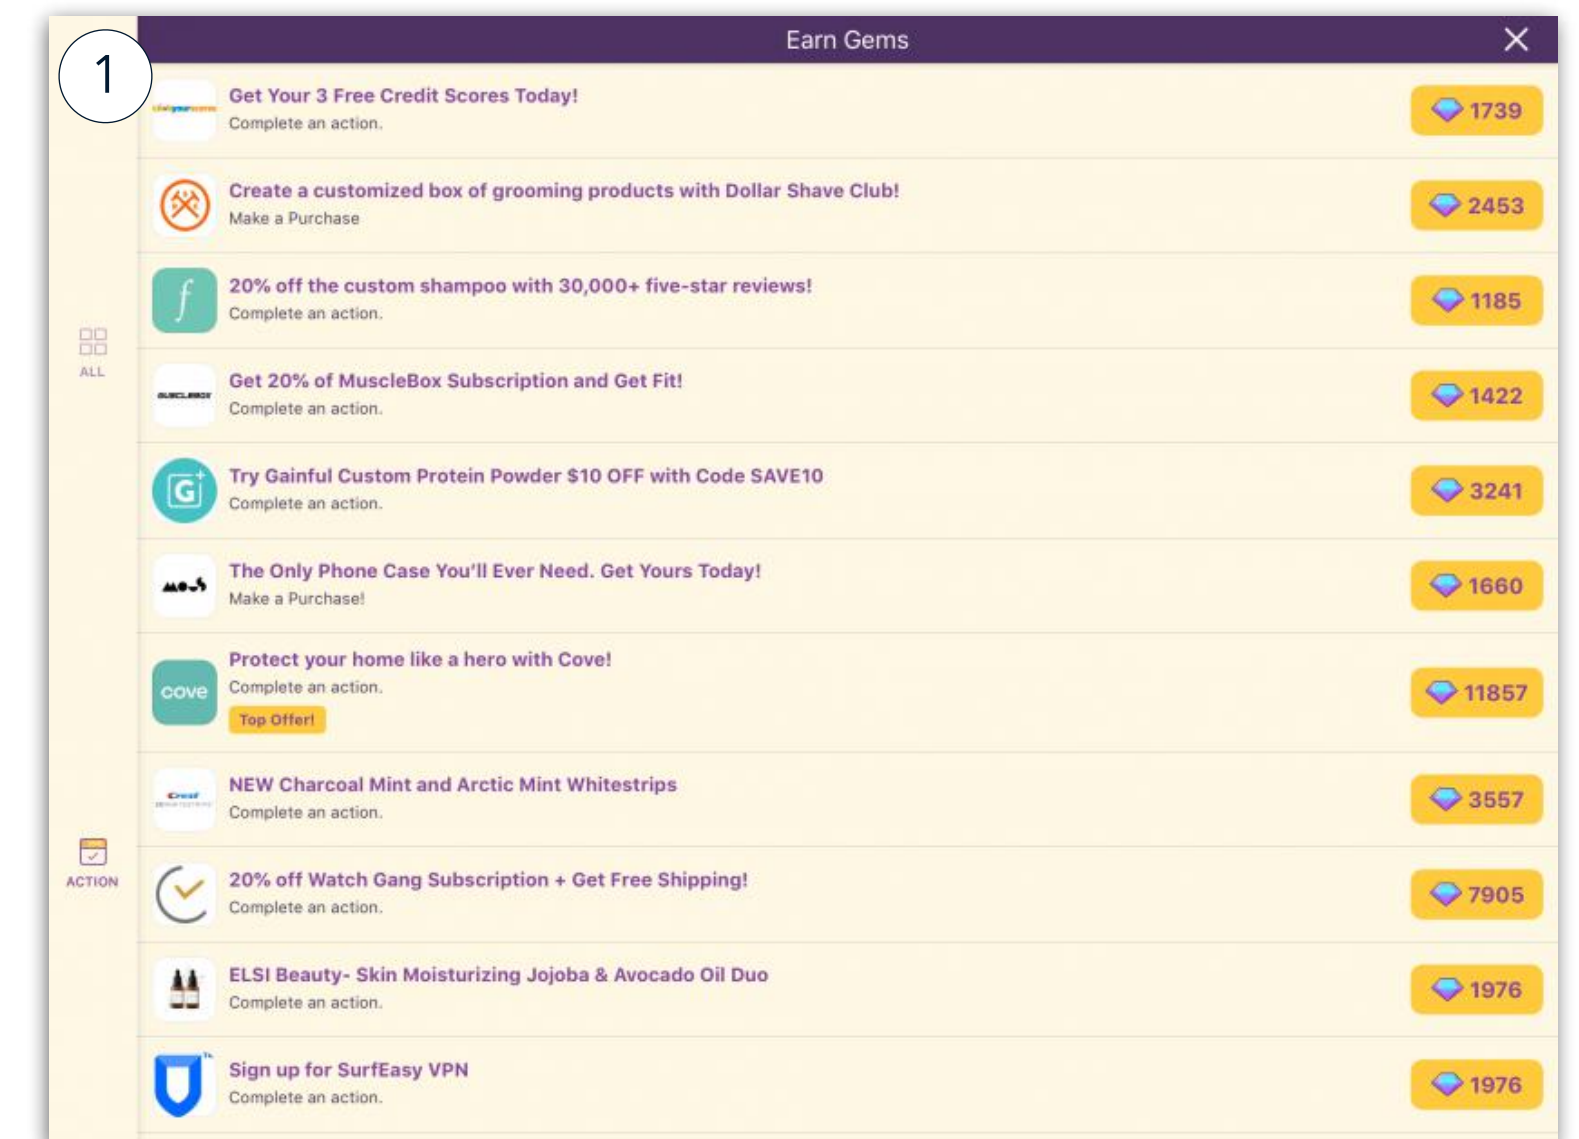 1
Earn Gems
Get Your 3 Free Credit Scores Today!
Complete an action.
1739
Create a customized box of grooming products with Dollar Shave Club!
Make a Purchase
2453
f
20% off the custom shampoo with 30,000+ five-star reviews!
Complete an action.
1185
ALL
MUSCLEBOX
Get 20% of MuscleBox Subscription and Get Fit!
Complete an action.
1422
G+
Try Gainful Custom Protein Powder $10 OFF with Code SAVE10
Complete an action.
3241
The Only Phone Case You'll Ever Need. Get Yours Today!
Make a Purchase!
1660
cove
Protect your home like a hero with Cove!
Complete an action.
Top Offer!
11857
Crest
NEW Charcoal Mint and Arctic Mint Whitestrips
Complete an action.
3557
ACTION
20% off Watch Gang Subscription + Get Free Shipping!
Complete an action.
7905
ELSI Beauty- Skin Moisturizing Jojoba & Avocado Oil Duo
Complete an action.
1976
Sign up for SurfEasy VPN
Complete an action.
1976